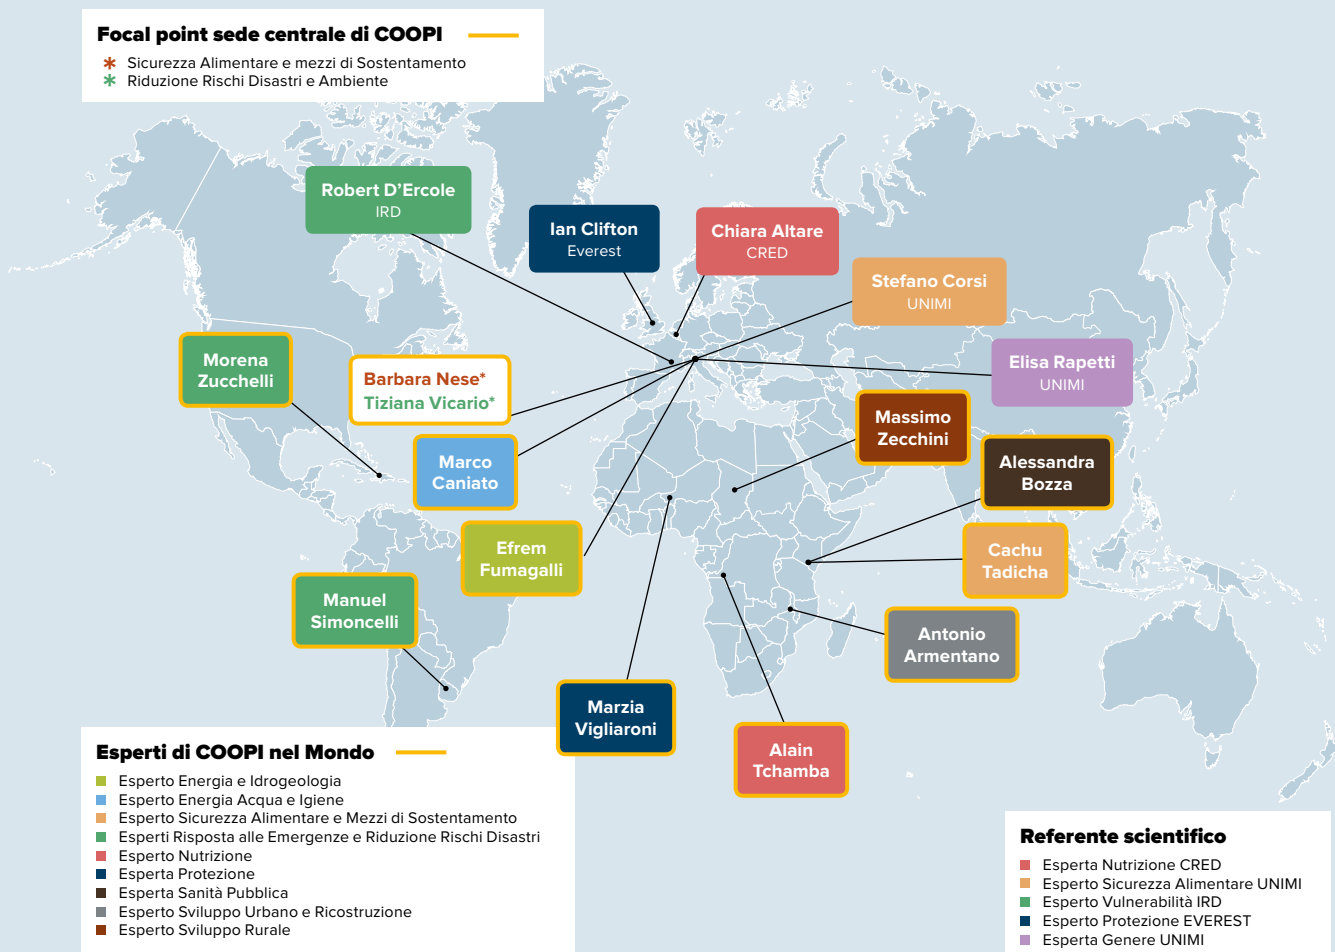 Focal point sede centrale di COOPI
* Sicurezza Alimentare e mezzi di Sostentamento
* Riduzione Rischi Disastri e Ambiente
Robert D’Ercole
IRD
Ian Clifton
Everest
Chiara Altare
CRED
Stefano Corsi
UNIMI
Elisa Rapetti
UNIMI
Morena
Zucchelli
Barbara Nese*
Tiziana Vicario*
Marco
Caniato
Massimo
Zecchini
Alessandra
Bozza
Efrem
Fumagalli
Cachu
Tadicha
Manuel
Simoncelli
Antonio
Armentano
Marzia
Vigliaroni
Alain
Tchamba
Esperti di COOPI nel Mondo
Esperto Energia e Idrogeologia
Esperto Energia Acqua e Igiene
Esperto Sicurezza Alimentare e Mezzi di Sostentamento
Esperti Risposta alle Emergenze e Riduzione Rischi Disastri
Esperto Nutrizione
Esperta Protezione
Esperta Sanità Pubblica
Esperto Sviluppo Urbano e Ricostruzione
Esperto Sviluppo Rurale
Referente scientifico
Esperta Nutrizione CRED
Esperto Sicurezza Alimentare UNIMI
Esperto Vulnerabilità IRD
Esperto Protezione EVEREST
Esperta Genere UNIMI